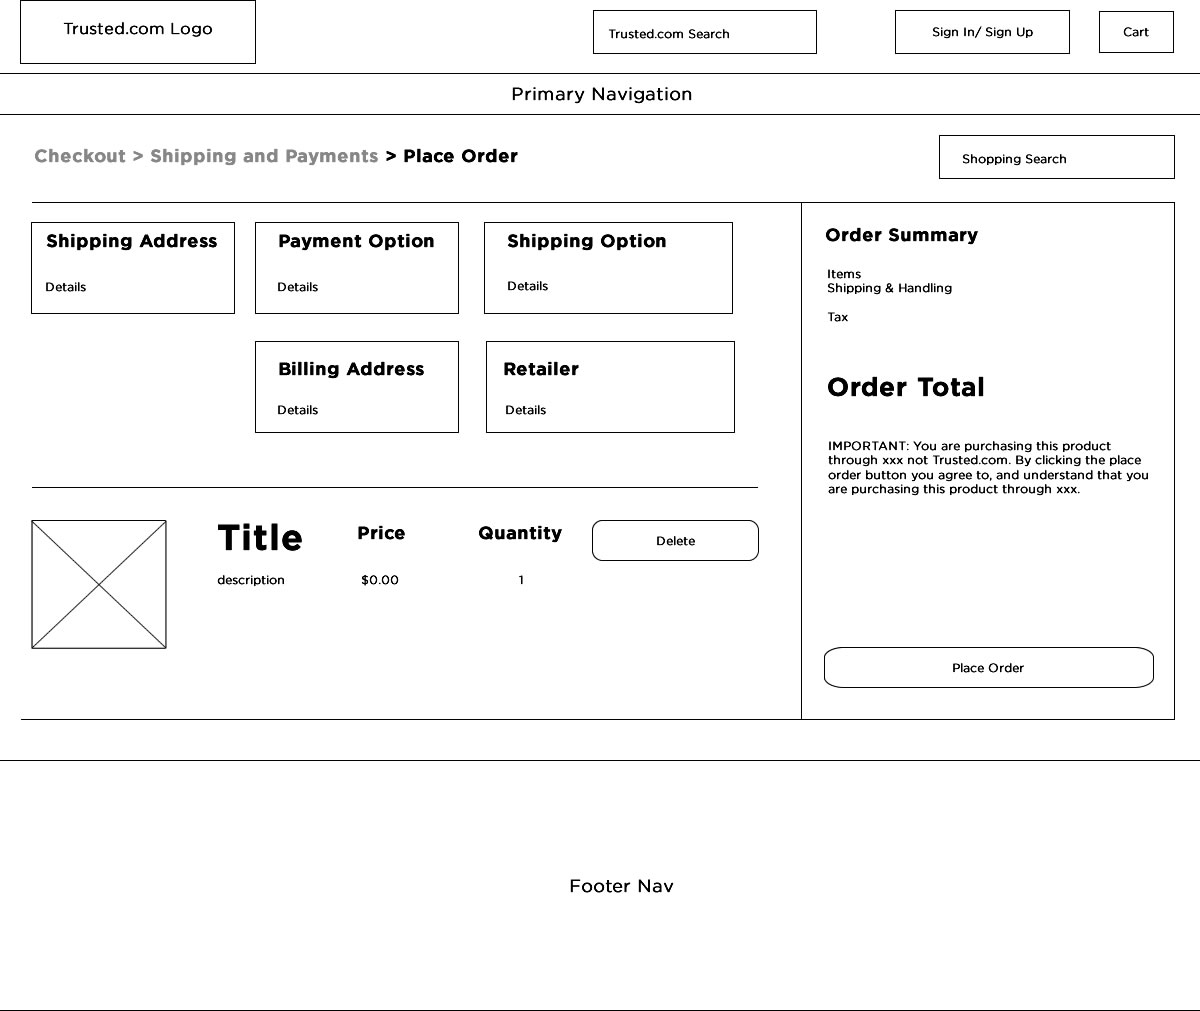 Trusted.com Logo
Trusted.com Search
Sign In/ Sign Up
Cart
Primary Navigation
Checkout > Shipping and Payments > Place Order
Shopping Search
Shipping Address
Details
Payment Option
Details
Shipping Option
Details
Billing Address
Details
Retailer
Details
Title
description
Price
$0.00
Quantity
1
Delete
Order Summary
Items
Shipping & Handling
Tax
Order Total
IMPORTANT: You are purchasing this product
through xxx not Trusted.com. By clicking the place
order button you agree to, and understand that you
are purchasing this product through xxx.
Place Order
Footer Nav